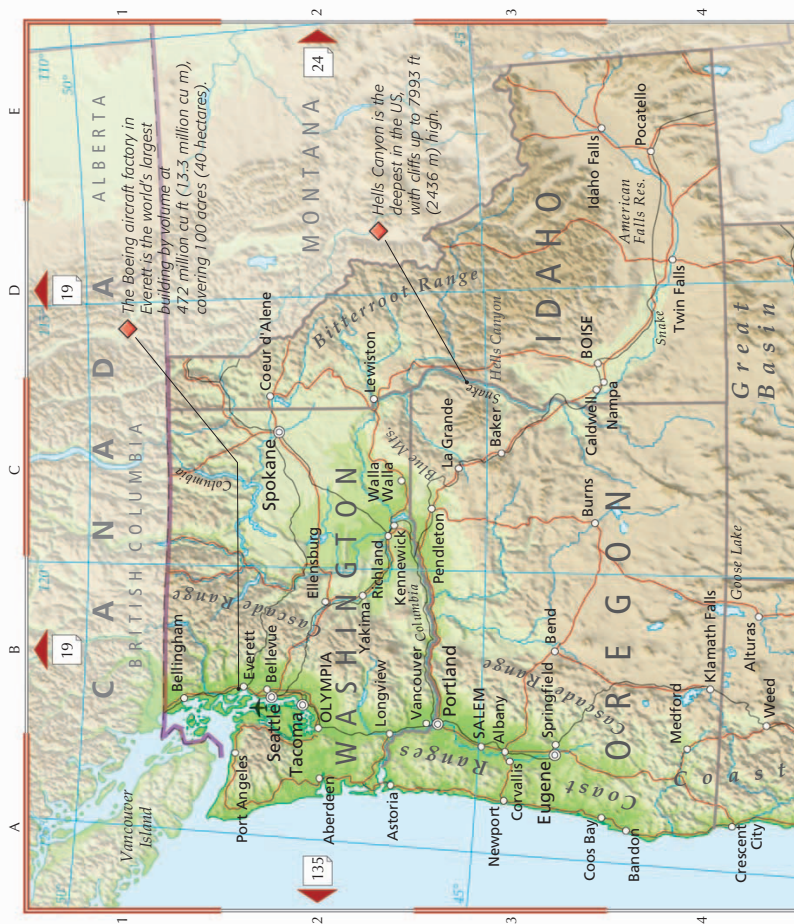 A
B
C
D
E
1
2
3
4
1
2
3
4
19
19
24
135
50°
120°
115°
110°
50°
45°
45°
C A N A D A
BRITISH COLUMBIA
ALBERTA
MONTANA
WASHINGTON
OREGON
IDAHO
The Boeing aircraft factory in
Everett is the world's largest
building by volume at
472 million cu ft (13.3 million cu m),
covering 100 acres (40 hectares).
Hells Canyon is the
deepest in the US,
with cliffs up to 7993 ft
(2436 m) high.
Vancouver
Island
Bellingham
Port Angeles
Everett
Bellevue
Seattle
Tacoma
OLYMPIA
Aberdeen
Astoria
Longview
Vancouver
Portland
Columbia
Columbia
Cascade Range
Ellensburg
Yakima
Richland
Kennewick
Walla
Walla
Spokane
Coeur d'Alene
Lewiston
Bitterroot Range
Pendleton
Blue Mts.
La Grande
Baker
Snake
Hells Canyon
SALEM
Albany
Corvallis
Newport
Springfield
Eugene
Bend
Cascade Range
Coast Ranges
Burns
Caldwell
Nampa
BOISE
Snake
Twin Falls
American
Falls Res.
Idaho Falls
Pocatello
Coos Bay
Bandon
Medford
Klamath Falls
Goose Lake
Alturas
Weed
Crescent
City
Coast
Great
Basin